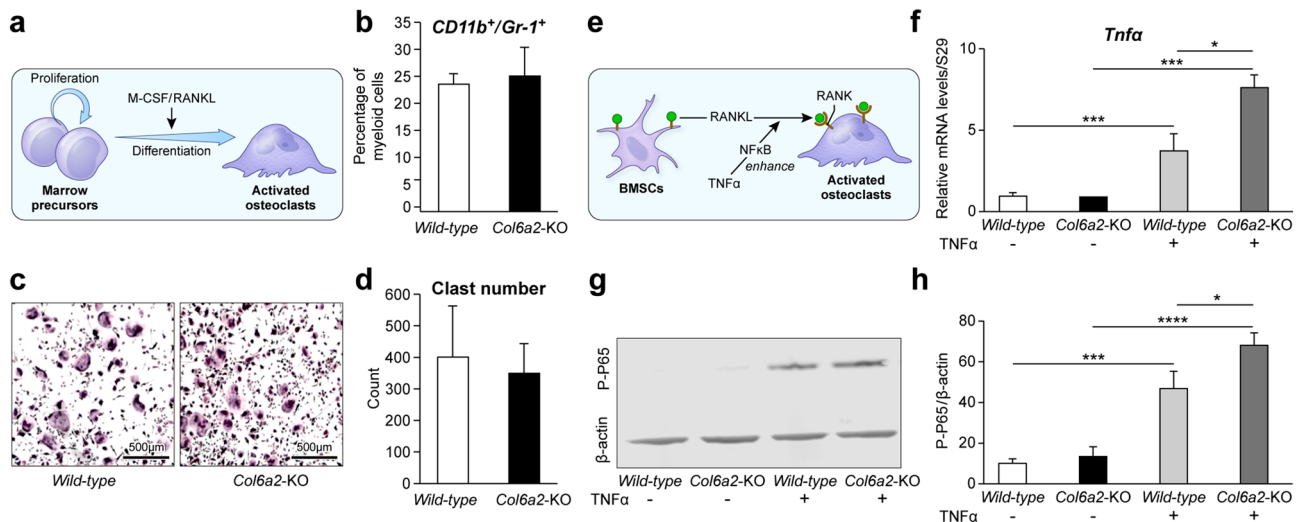 a
Proliferation
M-CSF/RANKL
Differentiation
Marrow
precursors
Activated
osteoclasts
b
CD11b⁺/Gr-1⁺
Percentage of
myeloid cells
35
30
25
20
15
10
5
0
Wild-type Col6a2-KO
c
500µm
500µm
Wild-type Col6a2-KO
d
Clast number
Count
600
500
400
300
200
100
0
Wild-type Col6a2-KO
e
RANKL
RANK
NFκB
enhance
TNFα
BMSCs
Activated
osteoclasts
f
Tnfα
Relative mRNA levels/S29
10
5
0
*
***
***
Wild-type Col6a2-KO Wild-type Col6a2-KO
TNFα - - + +
g
P-P65
β-actin
Wild-type Col6a2-KO Wild-type Col6a2-KO
TNFα - - + +
h
P-P65/β-actin
80
60
40
20
0
*
****
***
Wild-type Col6a2-KO Wild-type Col6a2-KO
TNFα - - + +